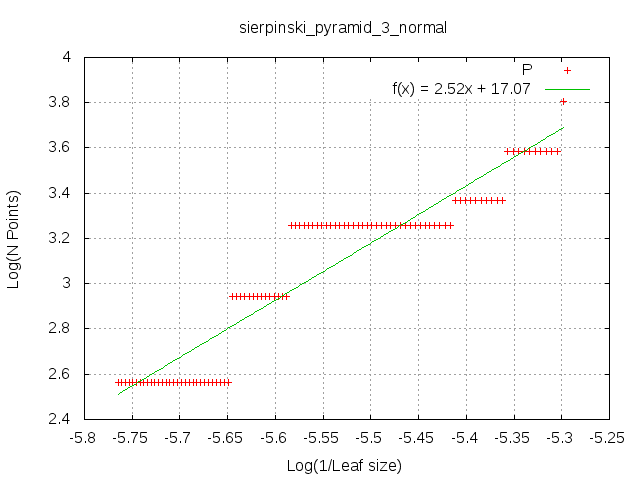 sierpinski_pyramid_3_normal
4
3.8
3.6
3.4
3.2
3
2.8
2.6
2.4
Log(N Points)
P
f(x) = 2.52x + 17.07
-5.8 -5.75 -5.7 -5.65 -5.6 -5.55 -5.5 -5.45 -5.4 -5.35 -5.3 -5.25
Log(1/Leaf size)